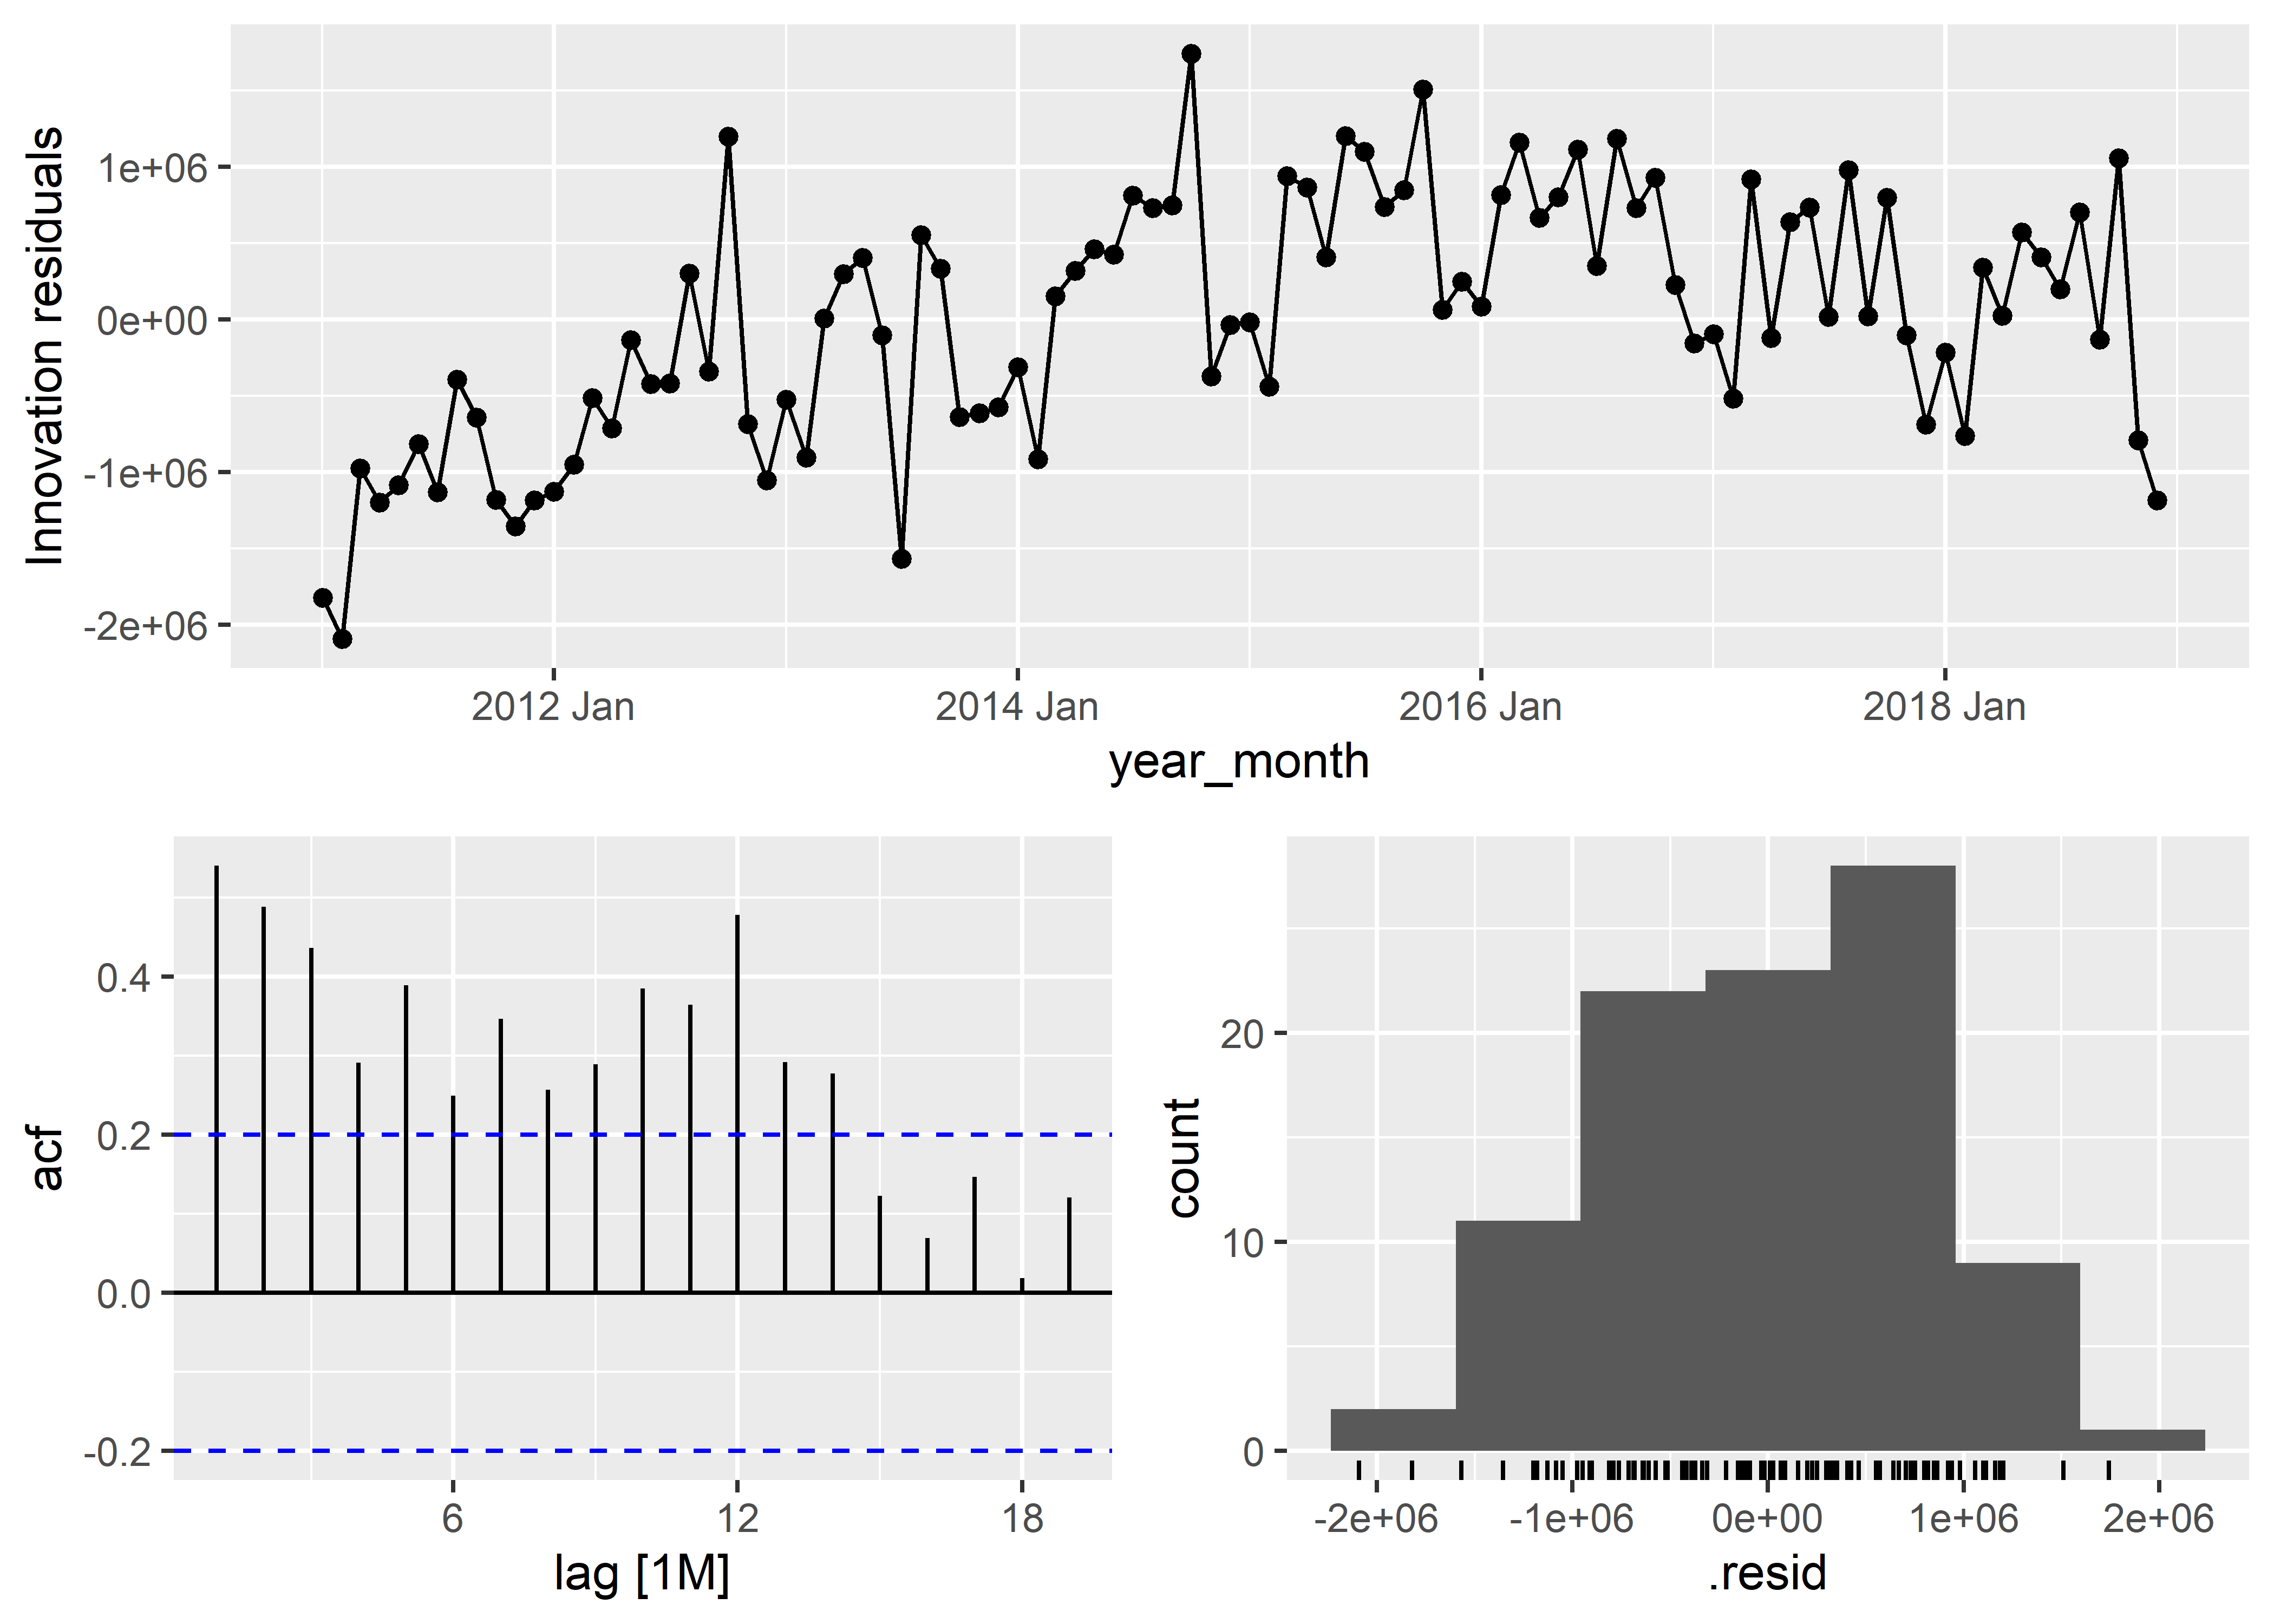 Innovation residuals
1e+06
0e+00
-1e+06
-2e+06
2012 Jan
2014 Jan
2016 Jan
2018 Jan
year_month
acf
0.4
0.2
0.0
-0.2
6
12
18
lag [1M]
count
20
10
0
-2e+06
-1e+06
0e+00
1e+06
2e+06
.resid